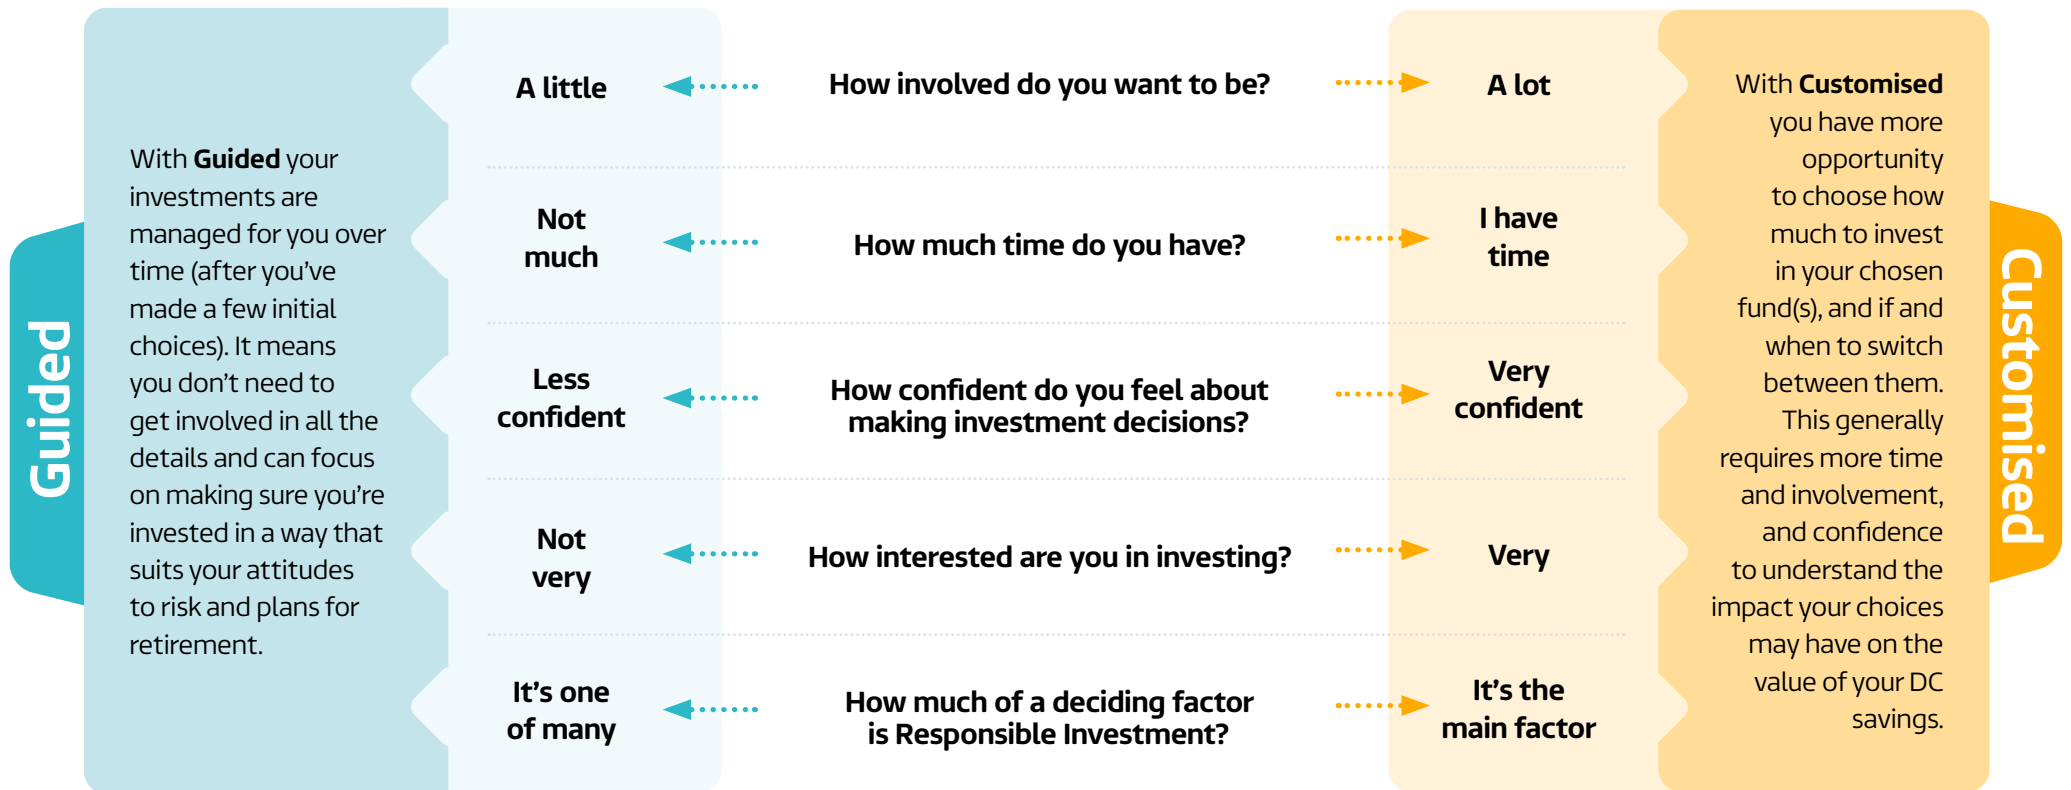 Guided
With Guided your
investments are
managed for you over
time (after you've
made a few initial
choices). It means
you don't need to
get involved in all the
details and can focus
on making sure you're
invested in a way that
suits your attitudes
to risk and plans for
retirement.
A little
How involved do you want to be?
A lot
Not
much
How much time do you have?
I have
time
Less
confident
How confident do you feel about
making investment decisions?
Very
confident
Not
very
How interested are you in investing?
Very
It's one
of many
How much of a deciding factor
is Responsible Investment?
It's the
main factor
With Customised
you have more
opportunity
to choose how
much to invest
in your chosen
fund(s), and if and
when to switch
between them.
This generally
requires more time
and involvement,
and confidence
to understand the
impact your choices
may have on the
value of your DC
savings.
Customised